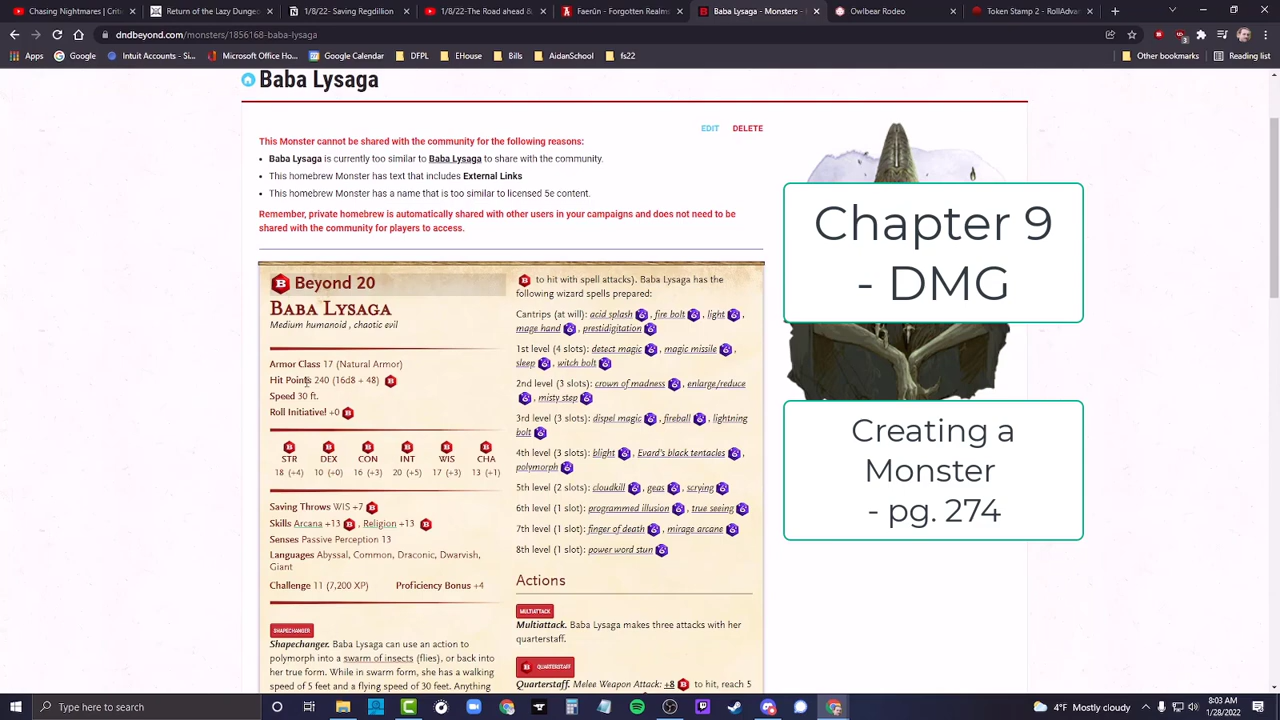 Chasing Nightmares | Critic
Return of the Lazy Dungeo
1/8/22-Saving Regdilion
1/8/22-The Road ahead &
Faerûn - Forgotten Realms
Baba Lysaga - Monsters -
Owlbear Rodeo
Token Stamp 2 - RollAdva
dndbeyond.com/monsters/1856168-baba-lysaga
Apps
Google
Intuit Accounts - Si...
Microsoft Office Ho...
Google Calendar
DFPL
EHouse
AidanSchool
fs22
Other bookmarks
Reading list
Baba Lysaga
EDIT
DELETE
This Monster cannot be shared with the community for the following reasons:
• Baba Lysaga is currently too similar to Baba Lysaga to share with the community.
• This homebrew Monster has text that includes External Links
• This homebrew Monster has a name that is too similar to licensed 5e content.
Remember, private homebrew is automatically shared with other users in your campaigns and does not need to be
shared with the community for players to access.
Beyond 20
Baba Lysaga
Medium humanoid , chaotic evil
Armor Class 17 (Natural Armor)
Hit Points 240 (16d8 + 48)
Speed 30 ft.
Roll Initiative! +0
STR DEX CON INT WIS CHA
18 (+4) 10 (+0) 16 (+3) 20 (+5) 17 (+3) 13 (+1)
Saving Throws WIS +7
Skills Arcana +13 , Religion +13
Senses Passive Perception 13
Languages Abyssal, Common, Draconic, Dwarvish,
Giant
Challenge 11 (7,200 XP) Proficiency Bonus +4
SHAPECHANGER
Shapechanger. Baba Lysaga can use an action to
polymorph into a swarm of insects (flies), or back into
her true form. While in swarm form, she has a walking
speed of 5 feet and a flying speed of 30 feet. Anything
to hit with spell attacks). Baba Lysaga has the
following wizard spells prepared:
Cantrips (at will): acid splash , fire bolt , light ,
mage hand , prestidigitation
1st level (4 slots): detect magic , magic missile ,
sleep , witch bolt
2nd level (3 slots): crown of madness , enlarge/reduce
, misty step
3rd level (3 slots): dispel magic , fireball , lightning
bolt
4th level (3 slots): blight , Evard's black tentacles ,
polymorph
5th level (2 slots): cloudkill , geas , scrying
6th level (1 slot): programmed illusion , true seeing
7th level (1 slot): finger of death , mirage arcane
8th level (1 slot): power word stun
Actions
MULTIATTACK
Multiattack. Baba Lysaga makes three attacks with her
quarterstaff.
QUARTERSTAFF
Quarterstaff. Melee Weapon Attack: +8 to hit, reach 5
Chapter 9
- DMG
Creating a
Monster
- pg. 274
Type here to search
4°F Mostly cloudy
8:03 AM
1/28/2022